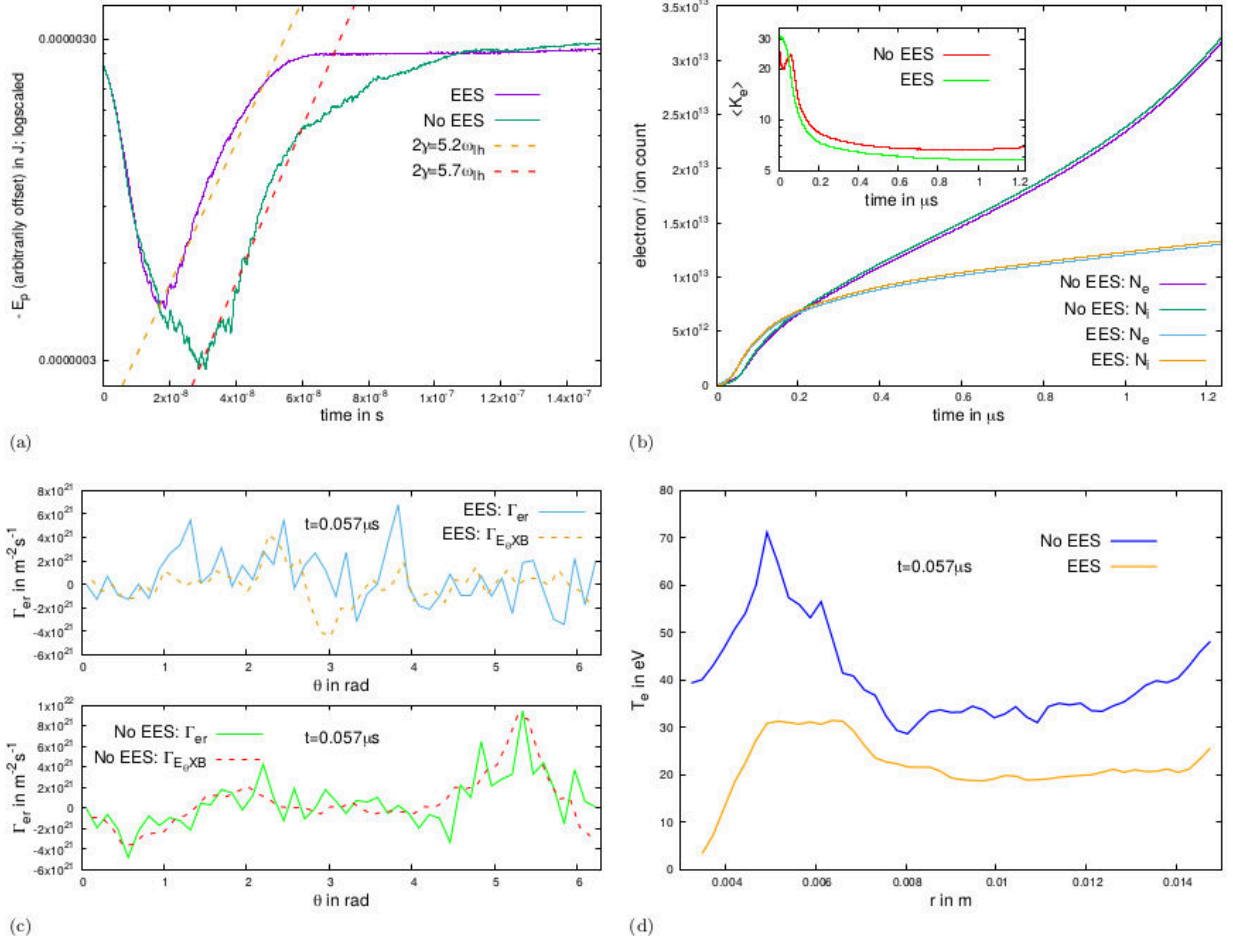 0.0000030
0.0000003
- E_p (arbitrarily offset) in J; logscaled
EES
No EES
2γ=5.2ω_lh
2γ=5.7ω_lh
0 2x10^-8 4x10^-8 6x10^-8 8x10^-8 1x10^-7 1.2x10^-7 1.4x10^-7
time in s
(a)
3.5x10^13
3x10^13
2.5x10^13
2x10^13
1.5x10^13
1x10^13
5x10^12
0
electron / ion count
30
20
10
5
<K_e>
No EES
EES
0 0.2 0.4 0.6 0.8 1 1.2
time in μs
No EES: N_e
No EES: N_i
EES: N_e
EES: N_i
0 0.2 0.4 0.6 0.8 1 1.2
time in μs
(b)
8x10^21
6x10^21
4x10^21
2x10^21
0
-2x10^21
-4x10^21
-6x10^21
Γ_er in m^-2s^-1
t=0.057μs
EES: Γ_er
EES: Γ_E_θXB
0 1 2 3 4 5 6
θ in rad
1x10^22
8x10^21
6x10^21
4x10^21
2x10^21
0
-2x10^21
-4x10^21
-6x10^21
Γ_er in m^-2s^-1
No EES: Γ_er
No EES: Γ_E_θXB
t=0.057μs
0 1 2 3 4 5 6
θ in rad
(c)
80
70
60
50
40
30
20
10
0
T_e in eV
t=0.057μs
No EES
EES
0.004 0.006 0.008 0.01 0.012 0.014
r in m
(d)